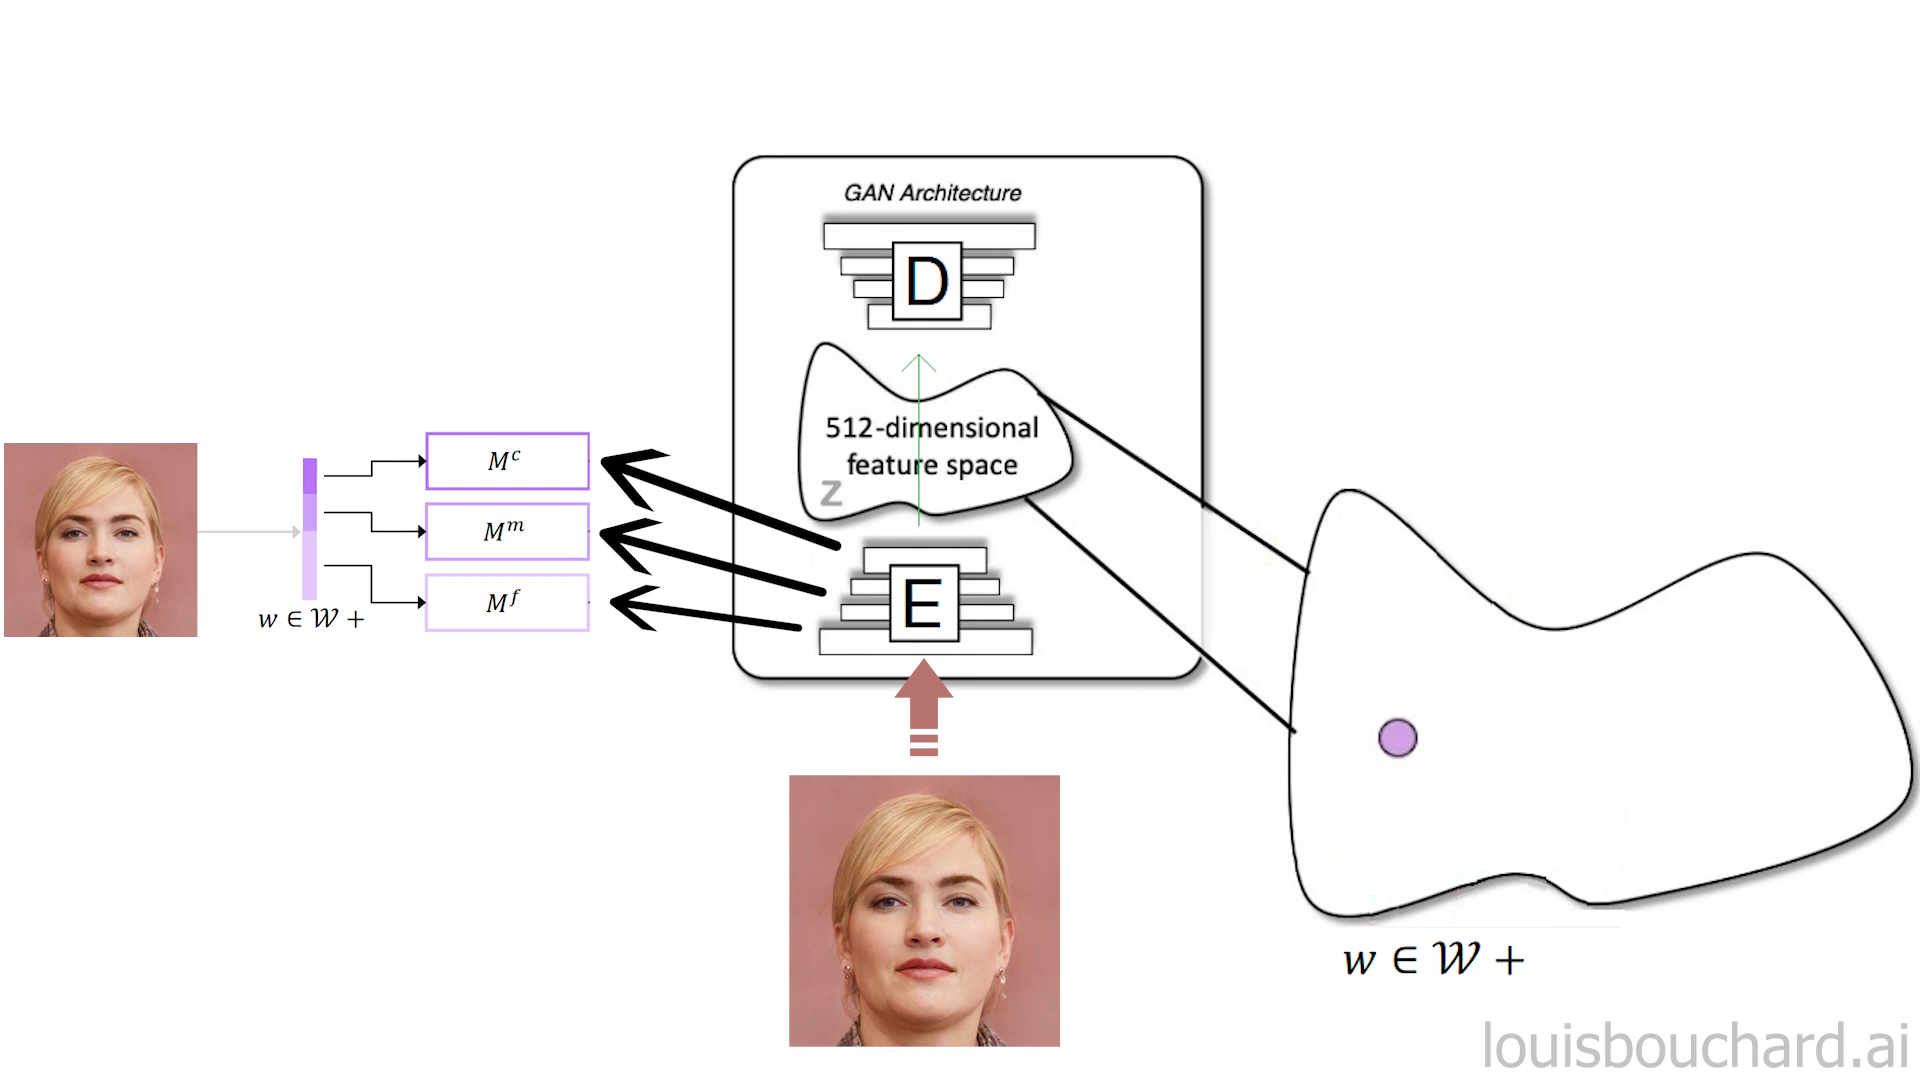 GAN Architecture
D
512-dimensional
feature space
Z
E
M^c
M^m
M^f
w ∈ 𝒲 +
w ∈ 𝒲 +
louisbouchard.ai